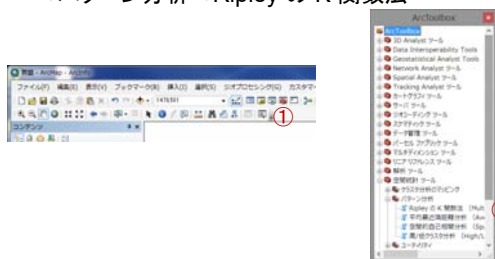 パターン分析-Ripley の K 関数法
無題 - ArcMap - ArcInfo
ファイル(F) 編集(E) 表示(V) ブックマーク(B) 挿入(I) 選択(S) ジオプロセシング(G) カスタマ
コンテンツ
①
ArcToolbox
ArcToolbox
3D Analyst ツール
Data Interoperability Tools
Geostatistical Analyst Tools
Network Analyst ツール
Spatial Analyst ツール
Tracking Analyst ツール
カートグラフィ ツール
サーバ ツール
ジオコーディング ツール
スケマティック ツール
データ管理 ツール
パーセル ファブリック ツール
マルチディメンション ツール
リニア リファレンス ツール
解析 ツール
空間統計 ツール
クラスタ分析のマッピング
パターン分析
Ripley の K 関数法 (Mult
平均最近隣距離分析 (Ave
空間的自己相関分析 (Sp
高/低クラスタ分析 (High/L
ユーティリティ